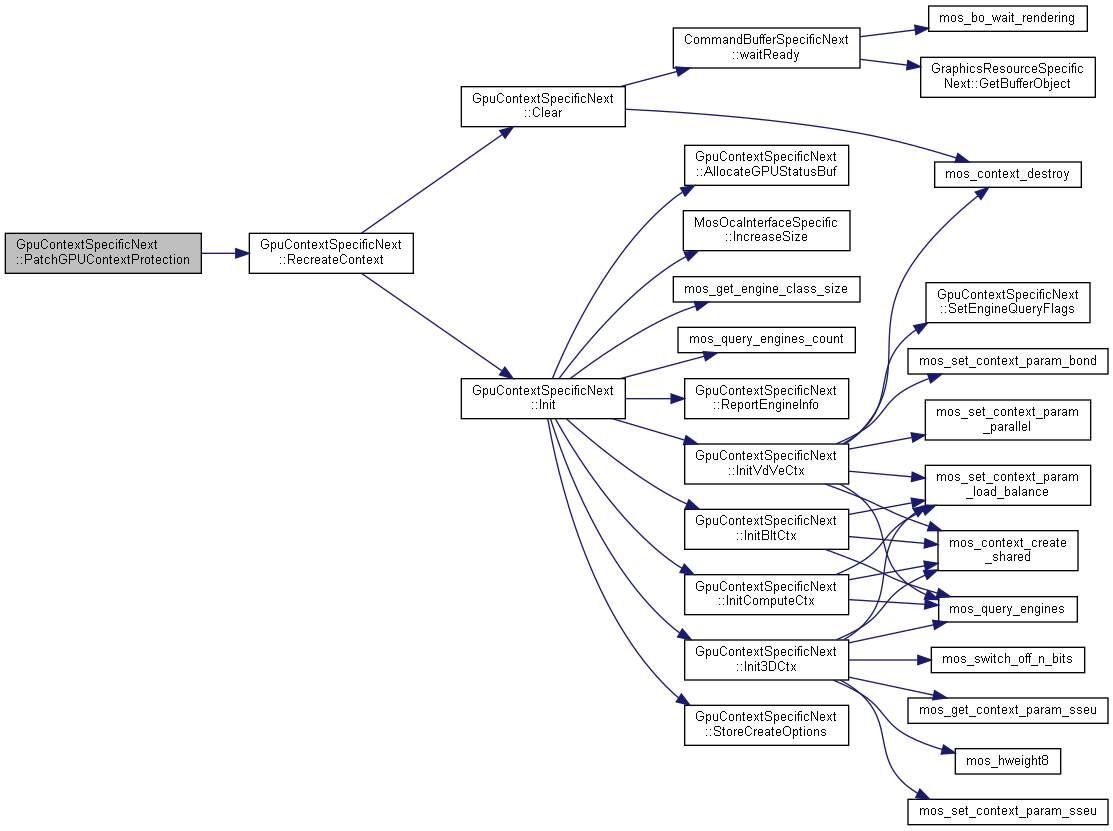 GpuContextSpecificNext
::PatchGPUContextProtection
GpuContextSpecificNext
::RecreateContext
GpuContextSpecificNext
::Clear
GpuContextSpecificNext
::Init
CommandBufferSpecificNext
::waitReady
GpuContextSpecificNext
::AllocateGPUStatusBuf
MosOcaInterfaceSpecific
::IncreaseSize
mos_get_engine_class_size
mos_query_engines_count
GpuContextSpecificNext
::ReportEngineInfo
GpuContextSpecificNext
::InitVdVeCtx
GpuContextSpecificNext
::InitBltCtx
GpuContextSpecificNext
::InitComputeCtx
GpuContextSpecificNext
::Init3DCtx
GpuContextSpecificNext
::StoreCreateOptions
mos_bo_wait_rendering
GraphicsResourceSpecific
Next::GetBufferObject
mos_context_destroy
GpuContextSpecificNext
::SetEngineQueryFlags
mos_set_context_param_bond
mos_set_context_param
_parallel
mos_set_context_param
_load_balance
mos_context_create
_shared
mos_query_engines
mos_switch_off_n_bits
mos_get_context_param_sseu
mos_hweight8
mos_set_context_param_sseu